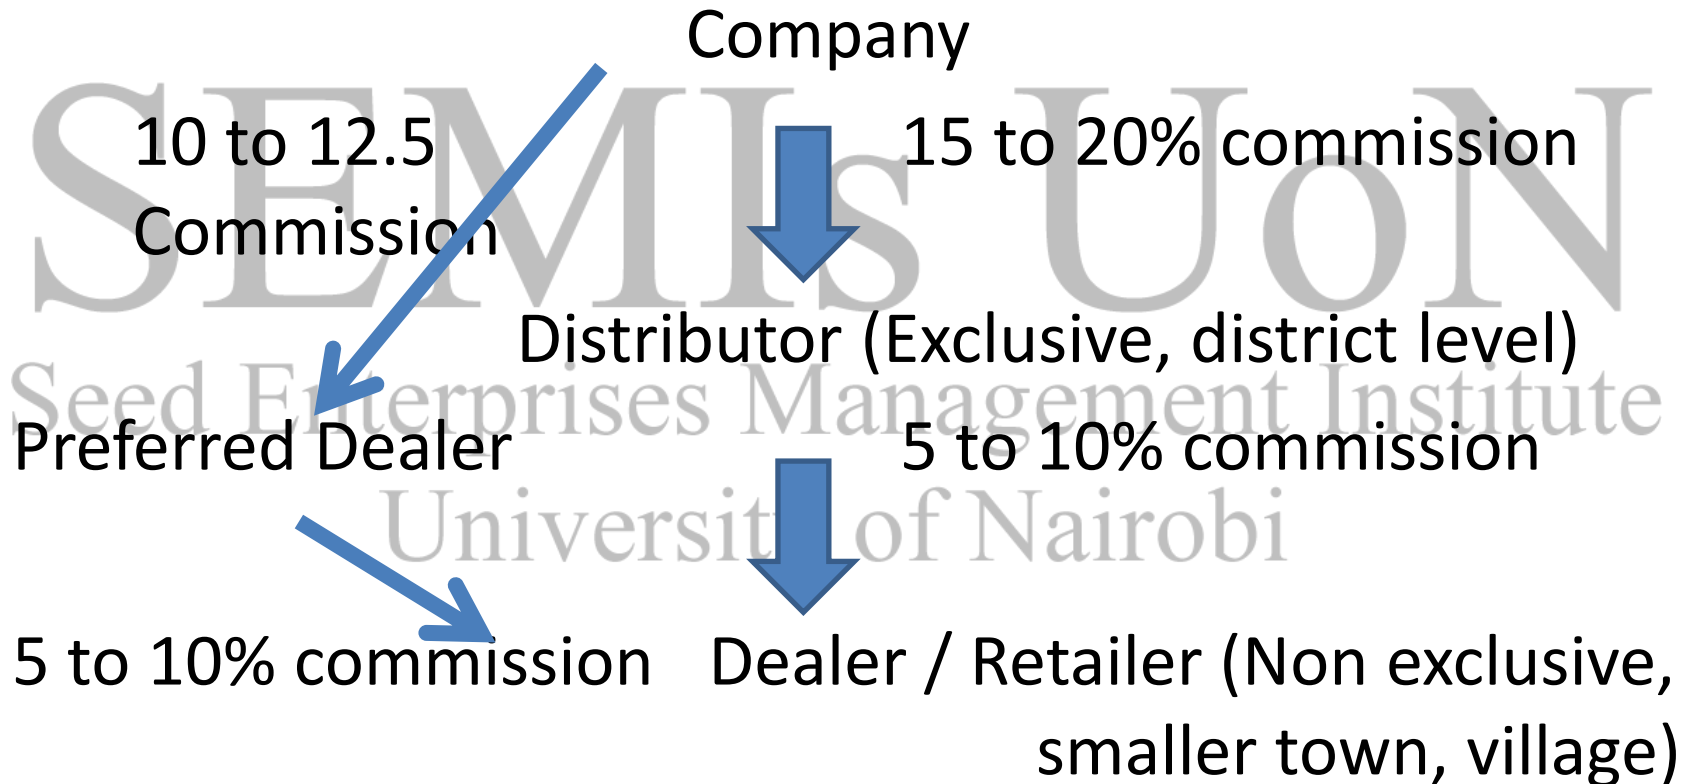 Company
10 to 12.5
Commission
15 to 20% commission
Distributor (Exclusive, district level)
Preferred Dealer
5 to 10% commission
5 to 10% commission
Dealer / Retailer (Non exclusive,
smaller town, village)
SEMIs UoN
Seed Enterprises Management Institute
University of Nairobi